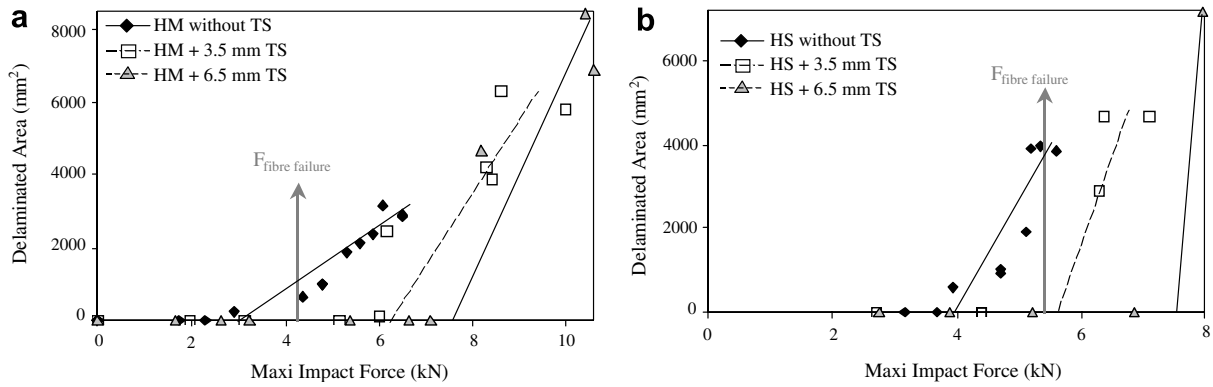 a
HM without TS
HM + 3.5 mm TS
HM + 6.5 mm TS
F fibre failure
Delaminated Area (mm²)
8000
6000
4000
2000
0
0 2 4 6 8 10
Maxi Impact Force (kN)
b
HS without TS
HS + 3.5 mm TS
HS + 6.5 mm TS
F fibre failure
Delaminated Area (mm²)
6000
4000
2000
0
0 2 4 6 8
Maxi Impact Force (kN)